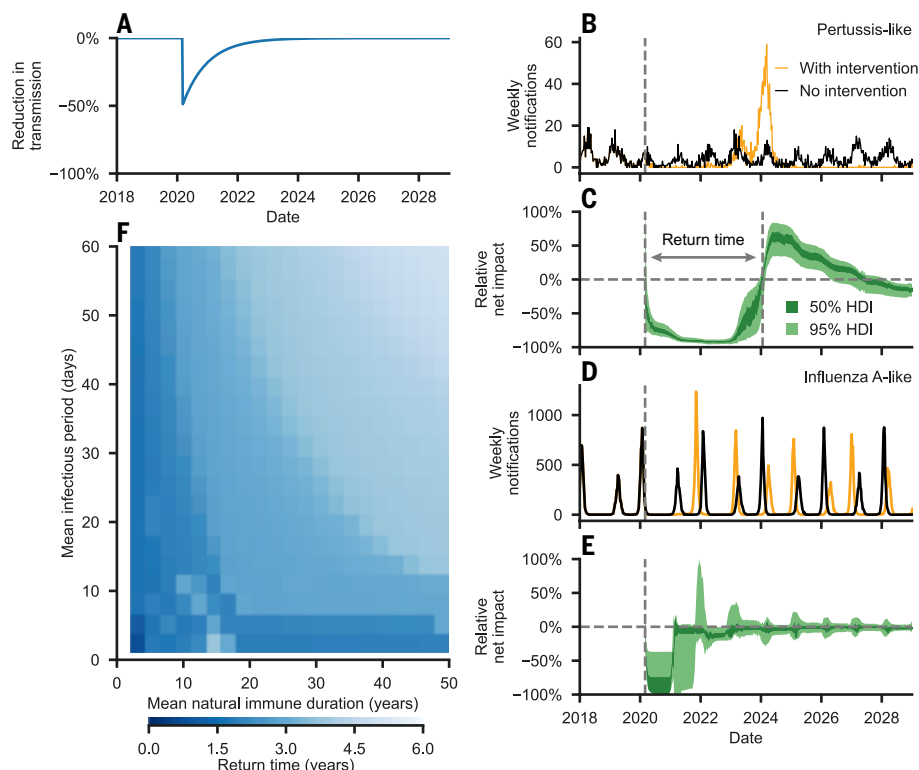 A
Reduction in
transmission
0%
−50%
−100%
2018 2020 2022 2024 2026 2028
Date
B
Pertussis-like
Weekly
notifications
60
40
20
0
With intervention
No intervention
C
Relative
net impact
100%
50%
0%
−50%
−100%
Return time
50% HDI
95% HDI
D
Influenza A-like
Weekly
notifications
1000
500
0
E
Relative
net impact
100%
50%
0%
−50%
−100%
2018 2020 2022 2024 2026 2028
Date
F
Mean infectious period (days)
60
50
40
30
20
10
0
0 10 20 30 40 50
Mean natural immune duration (years)
0.0 1.5 3.0 4.5 6.0
Return time (years)